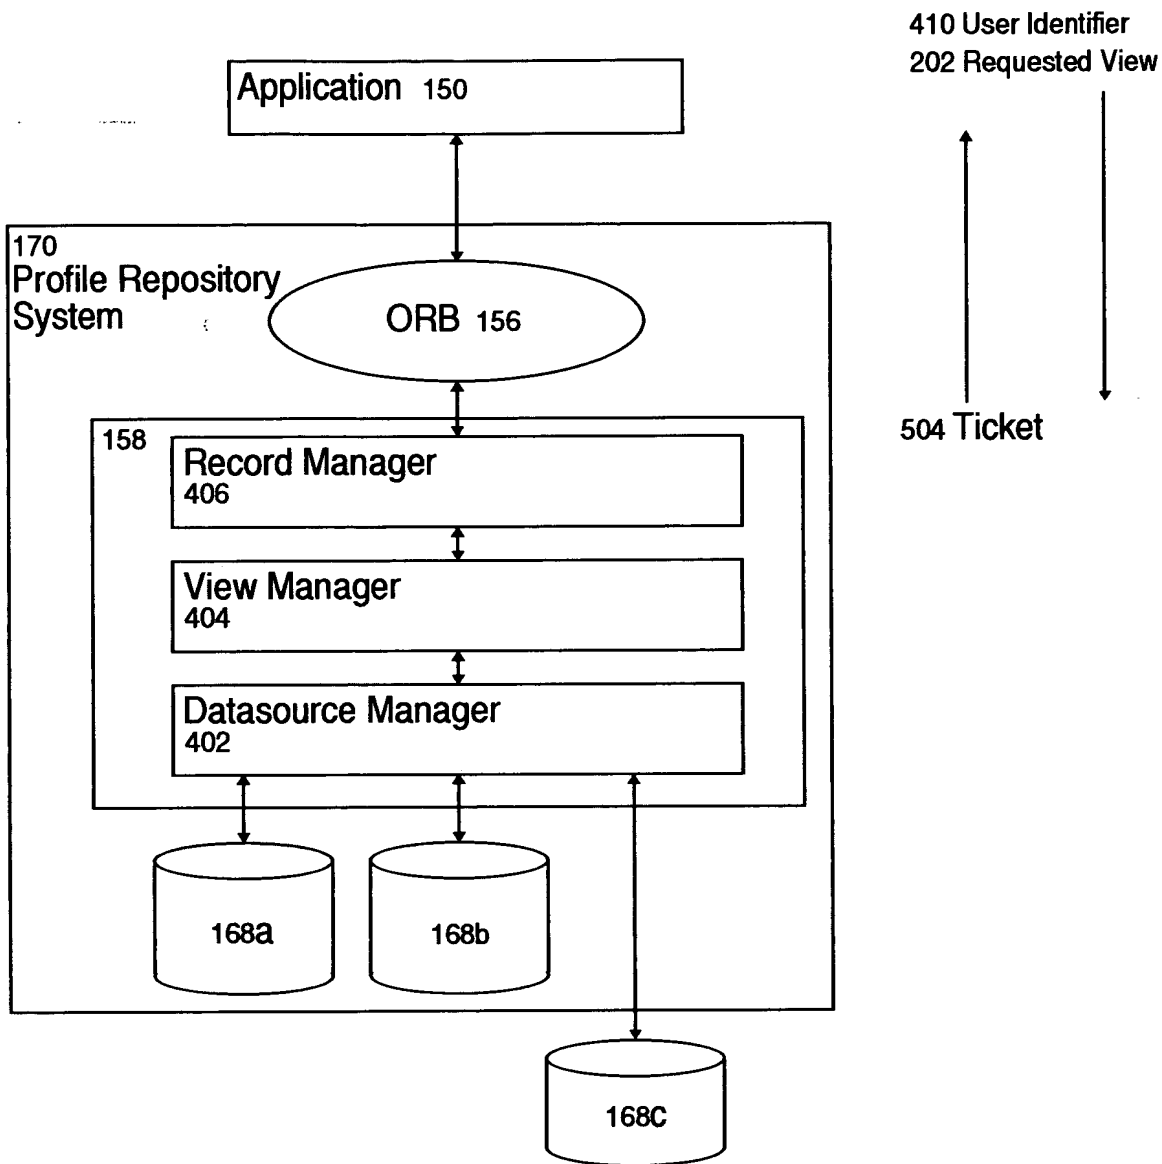 410 User Identifier
202 Requested View
Application 150
170
Profile Repository
System
ORB 156
504 Ticket
158
Record Manager
406
View Manager
404
Datasource Manager
402
168a
168b
168c